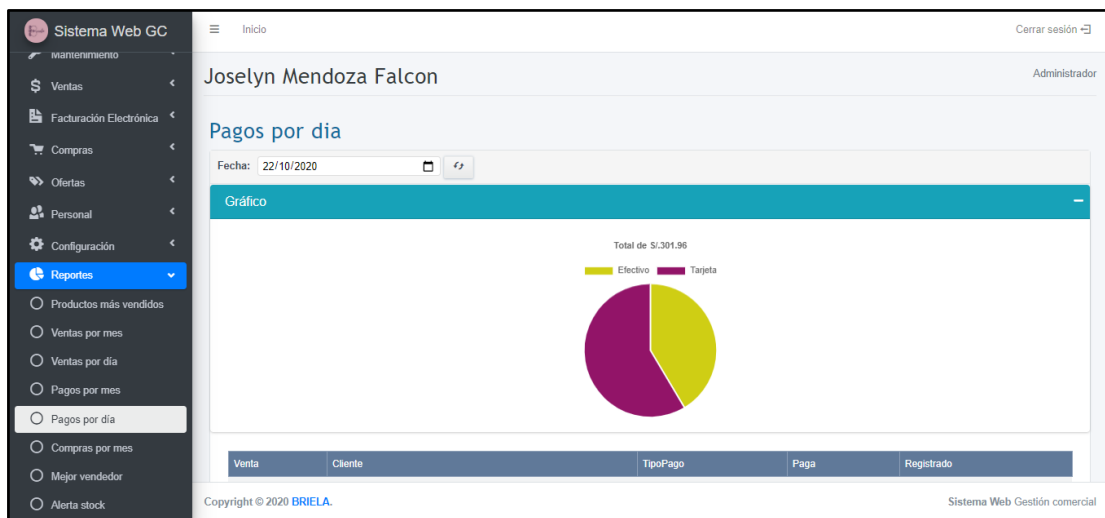 Sistema Web GC
Inicio
Cerrar sesión
Mantenimiento
Ventas
Facturación Electrónica
Compras
Ofertas
Personal
Configuración
Reportes
Productos más vendidos
Ventas por mes
Ventas por día
Pagos por mes
Pagos por día
Compras por mes
Mejor vendedor
Alerta stock
Joselyn Mendoza Falcon
Administrador
Pagos por dia
Fecha: 22/10/2020
Gráfico
Total de S/.301.96
Efectivo Tarjeta
Venta Cliente TipoPago Paga Registrado
Copyright © 2020 BRIELA. Sistema Web Gestión comercial